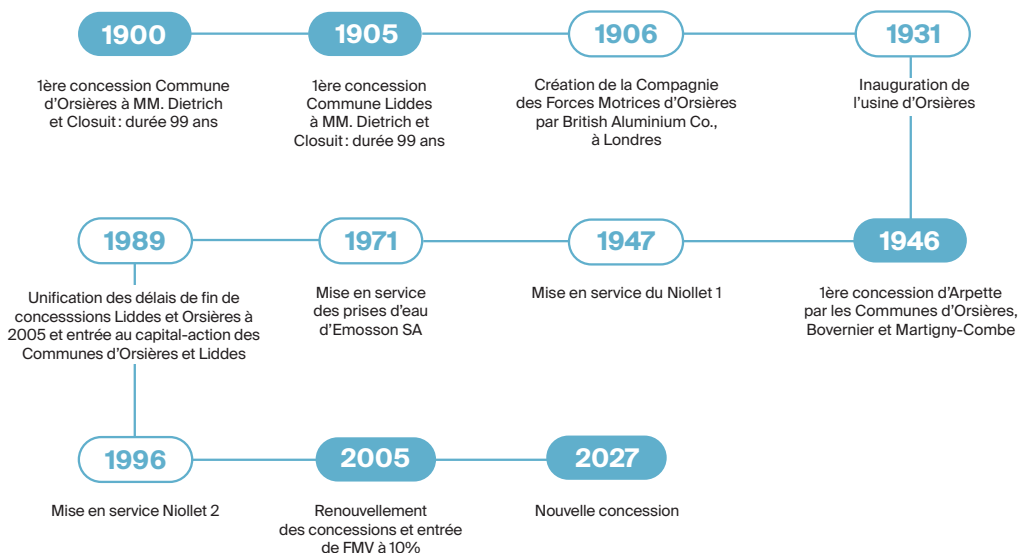 1900
1ère concession Commune
d'Orsières à MM. Dietrich
et Closuit : durée 99 ans
1905
1ère concession
Commune Liddes
à MM. Dietrich et
Closuit : durée 99 ans
1906
Création de la Compagnie
des Forces Motrices d'Orsières
par British Aluminium Co.,
à Londres
1931
Inauguration de
l'usine d'Orsières
1946
1ère concession d'Arpette
par les Communes d'Orsières,
Bovernier et Martigny-Combe
1947
Mise en service du Niollet 1
1971
Mise en service
des prises d'eau
d'Emosson SA
1989
Unification des délais de fin de
concesssions Liddes et Orsières à
2005 et entrée au capital-action des
Communes d'Orsières et Liddes
1996
Mise en service Niollet 2
2005
Renouvellement
des concessions et entrée
de FMV à 10%
2027
Nouvelle concession